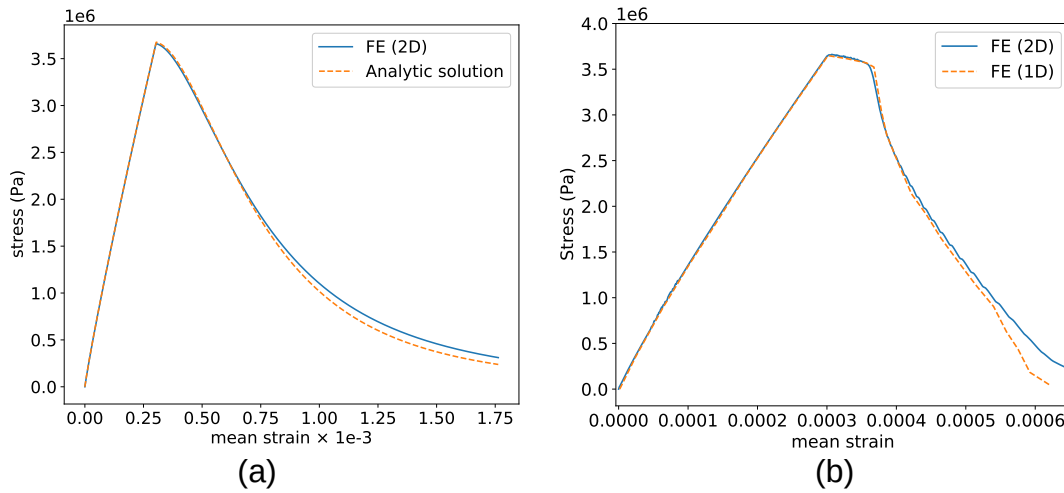 1e6
FE (2D)
Analytic solution
3.5
3.0
2.5
2.0
1.5
1.0
0.5
0.0
stress (Pa)
0.00 0.25 0.50 0.75 1.00 1.25 1.50 1.75
mean strain × 1e-3
(a)
1e6
FE (2D)
FE (1D)
4.0
3.5
3.0
2.5
2.0
1.5
1.0
0.5
0.0
Stress (Pa)
0.0000 0.0001 0.0002 0.0003 0.0004 0.0005 0.0006
mean strain
(b)